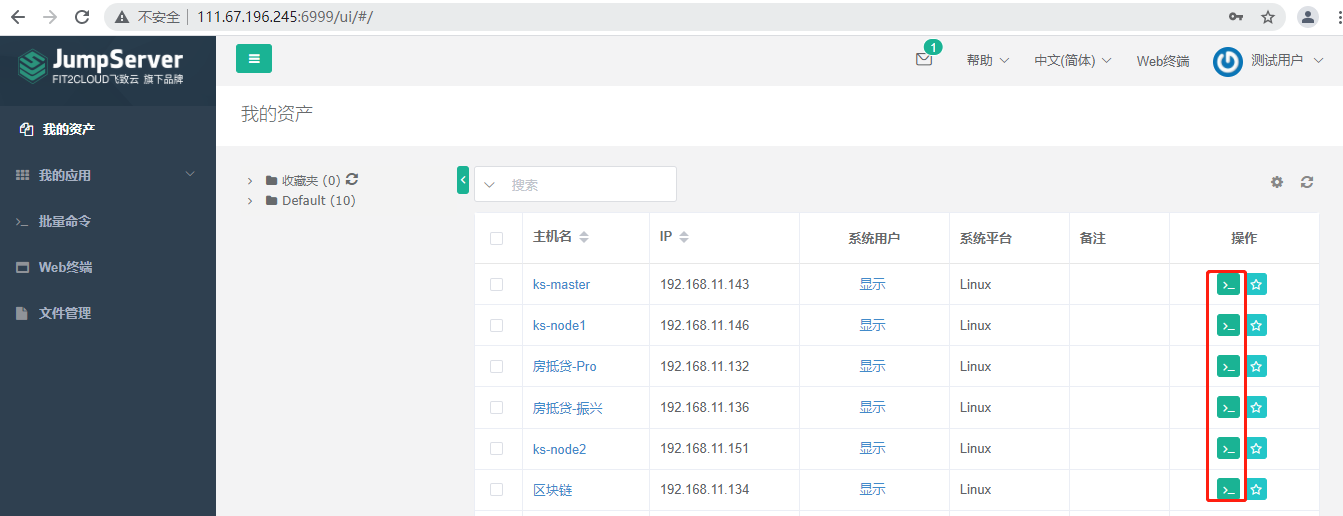 不安全 111.67.196.245:6999/ui/#/
JumpServer
FIT2CLOUD飞致云 旗下品牌
1
帮助
中文(简体)
Web终端
测试用户
我的资产
我的应用
批量命令
Web终端
文件管理
我的资产
收藏夹 (0)
Default (10)
搜索
主机名 IP 系统用户 系统平台 备注 操作
ks-master 192.168.11.143 显示 Linux
ks-node1 192.168.11.146 显示 Linux
房抵贷-Pro 192.168.11.132 显示 Linux
房抵贷-振兴 192.168.11.136 显示 Linux
ks-node2 192.168.11.151 显示 Linux
区块链 192.168.11.134 显示 Linux